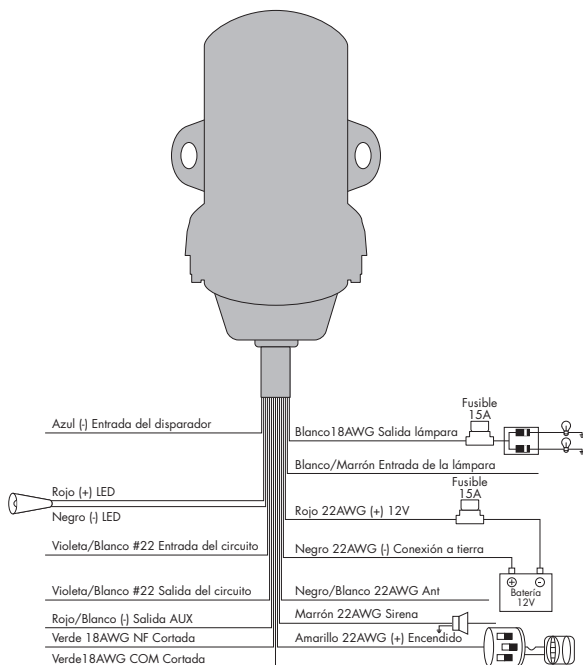 Azul (-) Entrada del disparador
Rojo (+) LED
Negro (-) LED
Violeta/Blanco #22 Entrada del circuito
Violeta/Blanco #22 Salida del circuito
Rojo/Blanco (-) Salida AUX
Verde 18AWG NF Cortada
Verde18AWG COM Cortada
Fusible
15A
Blanco18AWG Salida lámpara
Blanco/Marrón Entrada de la lámpara
Fusible
15A
Rojo 22AWG (+) 12V
Negro 22AWG (-) Conexión a tierra
+ -
Batería
12V
Negro/Blanco 22AWG Ant
Marrón 22AWG Sirena
Amarillo 22AWG (+) Encendido